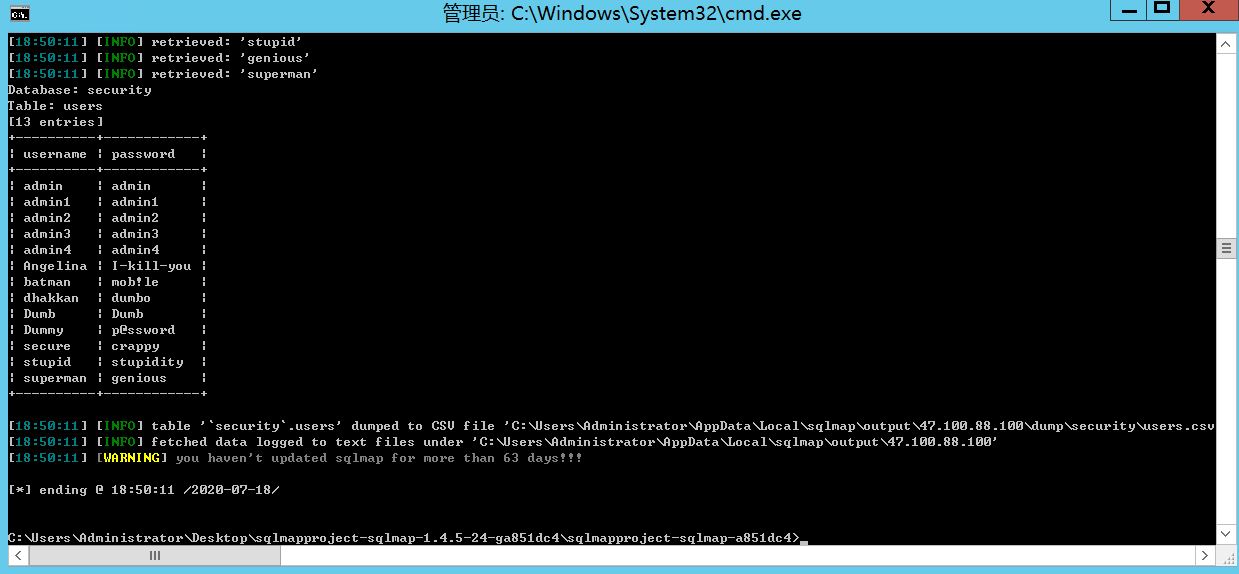 管理员: C:\Windows\System32\cmd.exe
[18:50:11] [INFO] retrieved: 'stupid'
[18:50:11] [INFO] retrieved: 'genious'
[18:50:11] [INFO] retrieved: 'superman'
Database: security
Table: users
[13 entries]
+----------+------------+
¦ username ¦ password   ¦
+----------+------------+
¦ admin    ¦ admin      ¦
¦ admin1   ¦ admin1     ¦
¦ admin2   ¦ admin2     ¦
¦ admin3   ¦ admin3     ¦
¦ admin4   ¦ admin4     ¦
¦ Angelina ¦ I-kill-you ¦
¦ batman   ¦ mob!le     ¦
¦ dhakkan  ¦ dumbo      ¦
¦ Dumb     ¦ Dumb       ¦
¦ Dummy    ¦ p@ssword   ¦
¦ secure   ¦ crappy     ¦
¦ stupid   ¦ stupidity  ¦
¦ superman ¦ genious    ¦
+----------+------------+
[18:50:11] [INFO] table '`security`.users' dumped to CSV file 'C:\Users\Administrator\AppData\Local\sqlmap\output\47.100.88.100\dump\security\users.csv
[18:50:11] [INFO] fetched data logged to text files under 'C:\Users\Administrator\AppData\Local\sqlmap\output\47.100.88.100'
[18:50:11] [WARNING] you haven't updated sqlmap for more than 63 days!!!
[*] ending @ 18:50:11 /2020-07-18/
C:\Users\Administrator\Desktop\sqlmapproject-sqlmap-1.4.5-24-ga851dc4\sqlmapproject-sqlmap-a851dc4>_